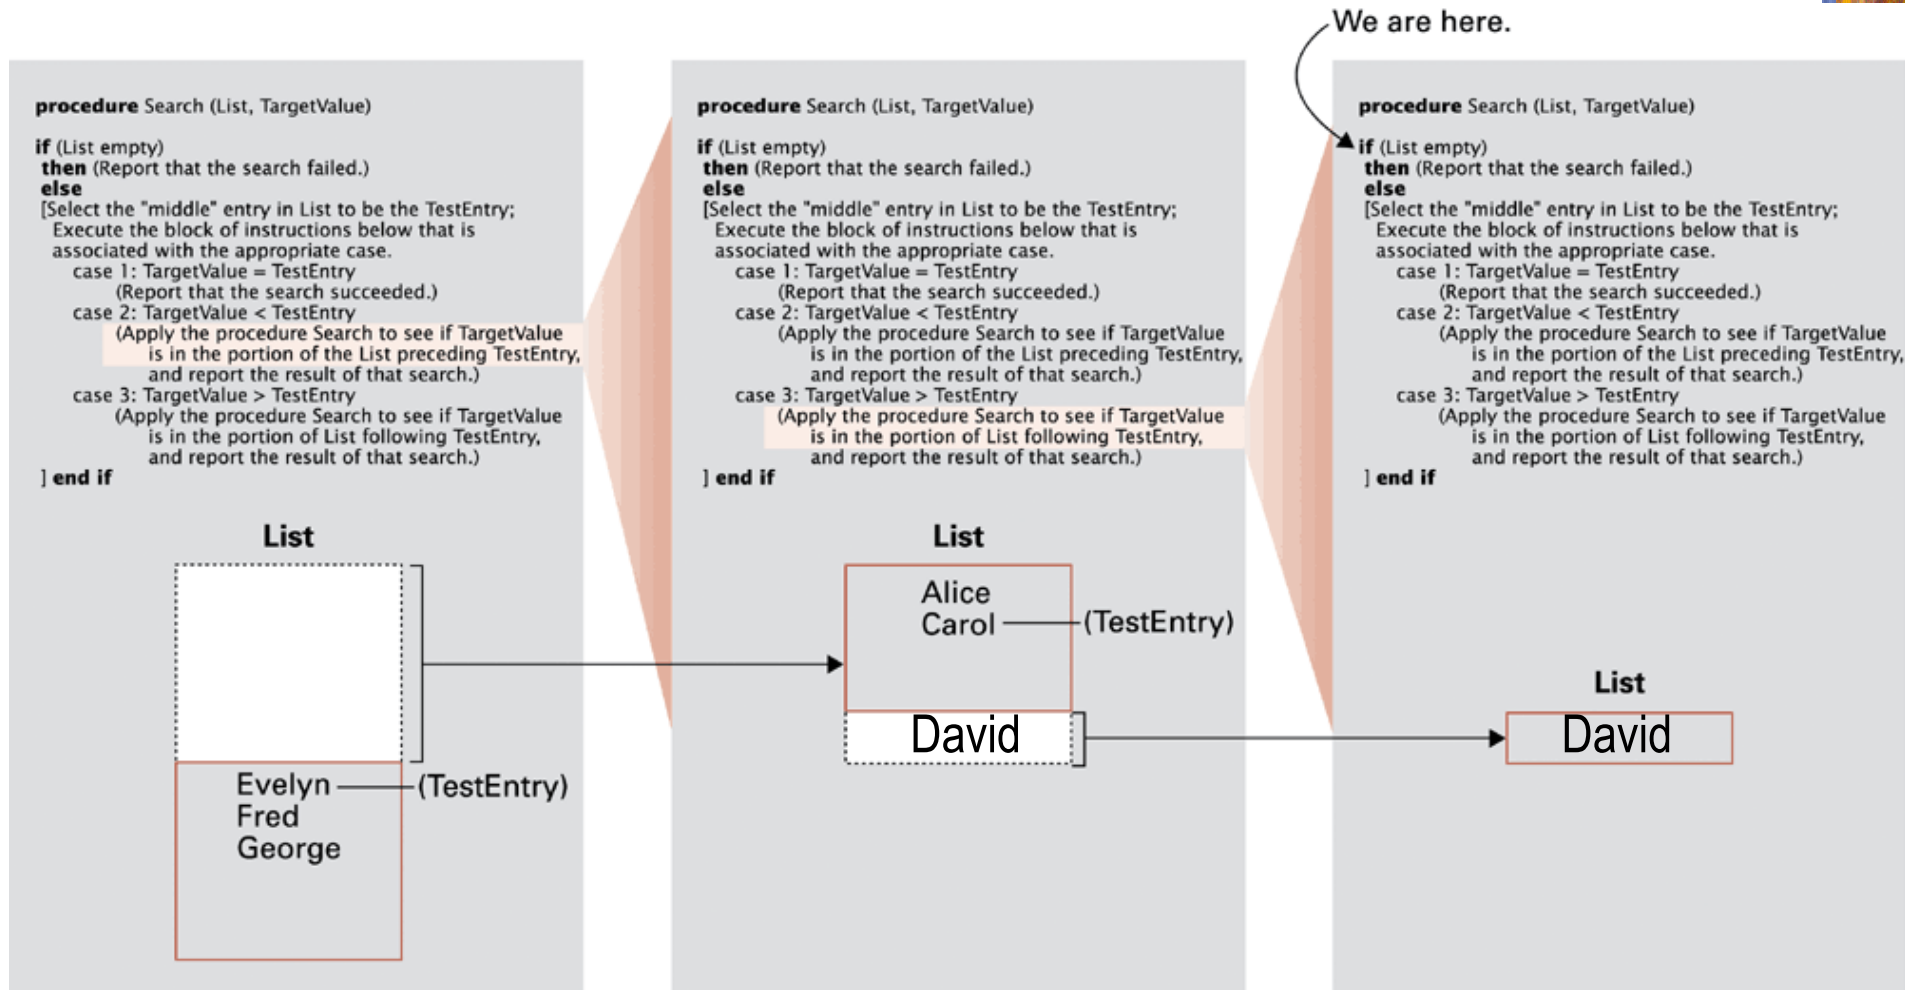 We are here.
procedure Search (List, TargetValue)
if (List empty)
then (Report that the search failed.)
else
[Select the "middle" entry in List to be the TestEntry;
Execute the block of instructions below that is
associated with the appropriate case.
case 1: TargetValue = TestEntry
(Report that the search succeeded.)
case 2: TargetValue < TestEntry
(Apply the procedure Search to see if TargetValue
is in the portion of the List preceding TestEntry,
and report the result of that search.)
case 3: TargetValue > TestEntry
(Apply the procedure Search to see if TargetValue
is in the portion of List following TestEntry,
and report the result of that search.)
] end if
List
Evelyn (TestEntry)
Fred
George
procedure Search (List, TargetValue)
if (List empty)
then (Report that the search failed.)
else
[Select the "middle" entry in List to be the TestEntry;
Execute the block of instructions below that is
associated with the appropriate case.
case 1: TargetValue = TestEntry
(Report that the search succeeded.)
case 2: TargetValue < TestEntry
(Apply the procedure Search to see if TargetValue
is in the portion of the List preceding TestEntry,
and report the result of that search.)
case 3: TargetValue > TestEntry
(Apply the procedure Search to see if TargetValue
is in the portion of List following TestEntry,
and report the result of that search.)
] end if
List
Alice
Carol (TestEntry)
David
procedure Search (List, TargetValue)
if (List empty)
then (Report that the search failed.)
else
[Select the "middle" entry in List to be the TestEntry;
Execute the block of instructions below that is
associated with the appropriate case.
case 1: TargetValue = TestEntry
(Report that the search succeeded.)
case 2: TargetValue < TestEntry
(Apply the procedure Search to see if TargetValue
is in the portion of the List preceding TestEntry,
and report the result of that search.)
case 3: TargetValue > TestEntry
(Apply the procedure Search to see if TargetValue
is in the portion of List following TestEntry,
and report the result of that search.)
] end if
List
David